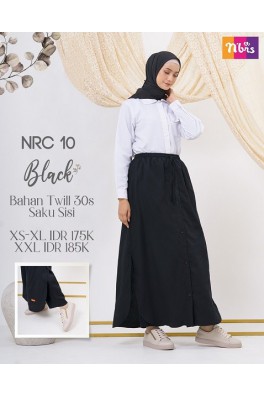 Nbrs
NRC 10
Black
Bahan Twill 30s
Saku Sisi
XS-XL IDR 175K
XXL IDR 185K